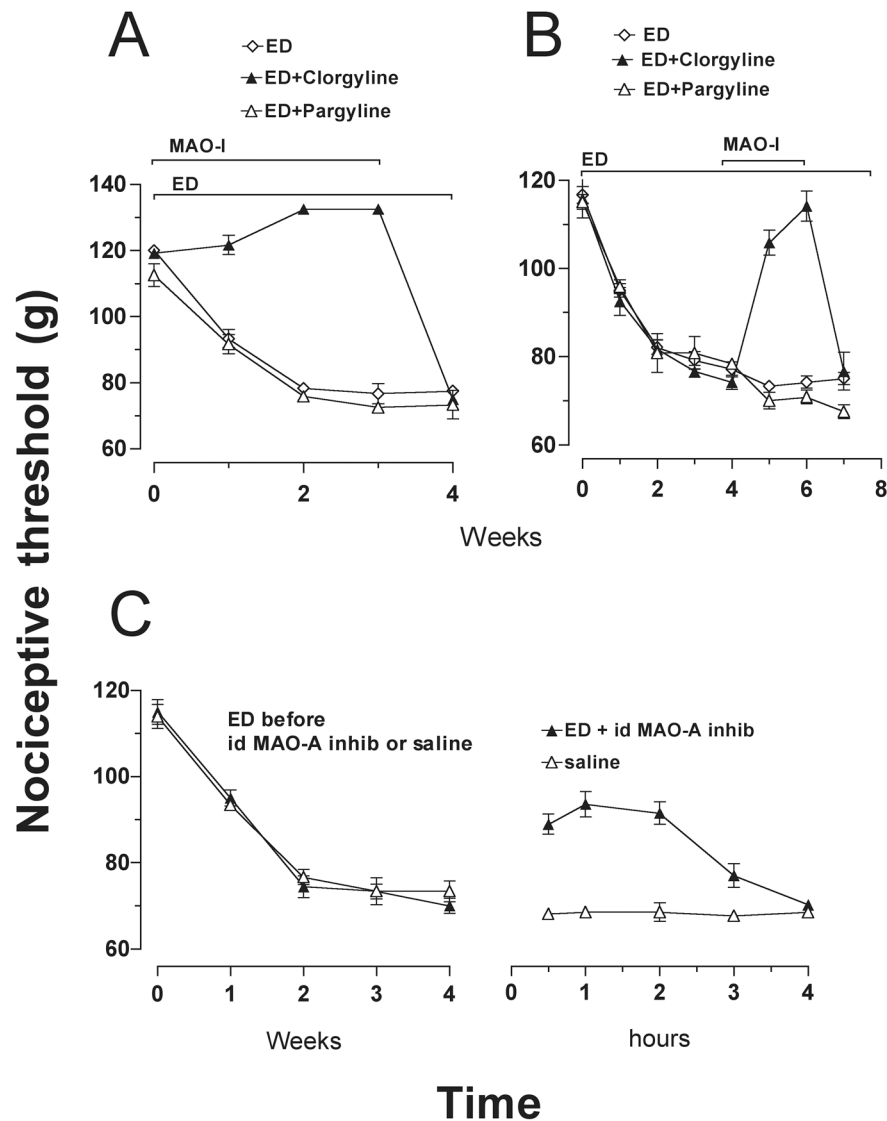 A
ED
ED+Clorgyline
ED+Pargyline
MAO-I
ED
140
120
100
80
60
0
2
4
B
ED
ED+Clorgyline
ED+Pargyline
MAO-I
ED
120
100
80
60
0
2
4
6
8
Weeks
Nociceptive threshold (g)
C
120
100
80
60
ED before
id MAO-A inhib or saline
0
1
2
3
4
Weeks
ED + id MAO-A inhib
saline
0
1
2
3
4
hours
Time